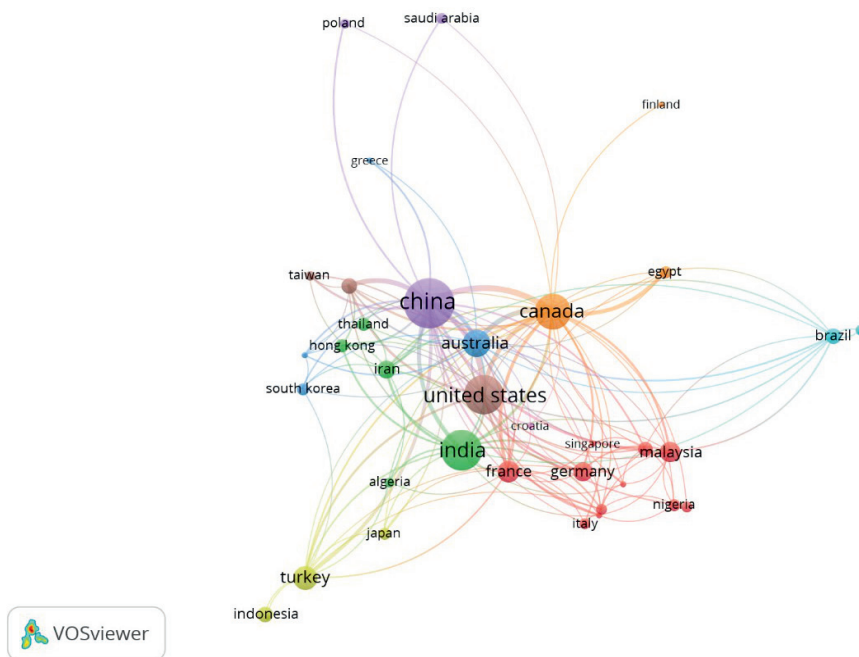 poland
saudi arabia
finland
greece
egypt
taiwan
china
canada
thailand
brazil
australia
hong kong
iran
south korea
united states
croatia
singapore
india
malaysia
france
germany
algeria
nigeria
italy
japan
turkey
indonesia
VOSviewer